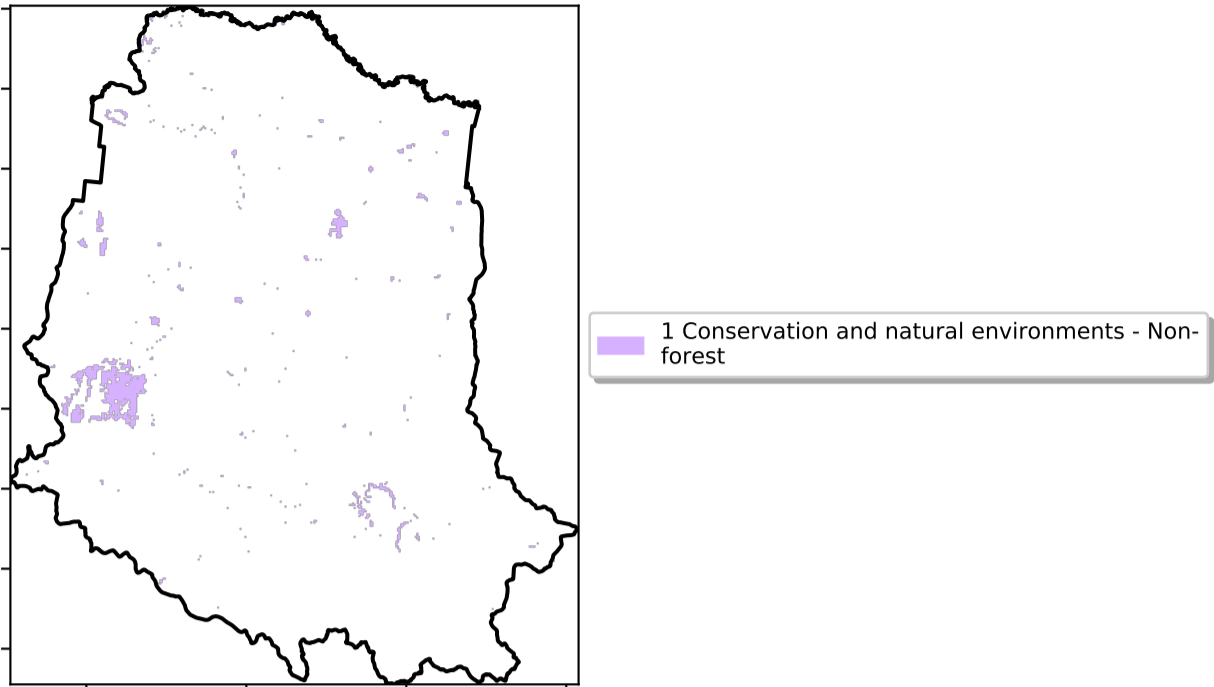 1 Conservation and natural environments - Non-
forest